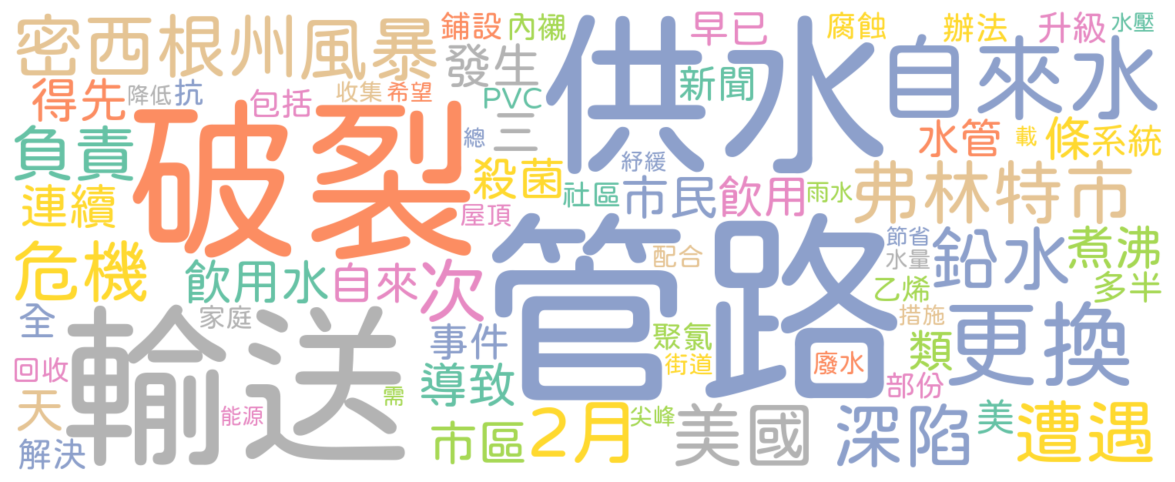 密西根州
風暴
鋪設
內襯
早已
腐蝕
辦法
升級
水壓
發生
供水
自來水
新聞
得先
降低
抗
包括
收集
希望
PVC
破裂
總
三
水管
載
條
系統
負責
殺菌
紓緩
社區
市民
飲用
雨水
弗林特市
連續
屋頂
管路
節省
鉛水
煮沸
危機
飲用水
自來
次
配合
水量
乙烯
多半
全
家庭
輸送
事件
聚氯
措施
更換
回收
導致
街道
廢水
類
部份
天
能源
需
市區
2月
尖峰
美國
深陷
美
遭遇
解決